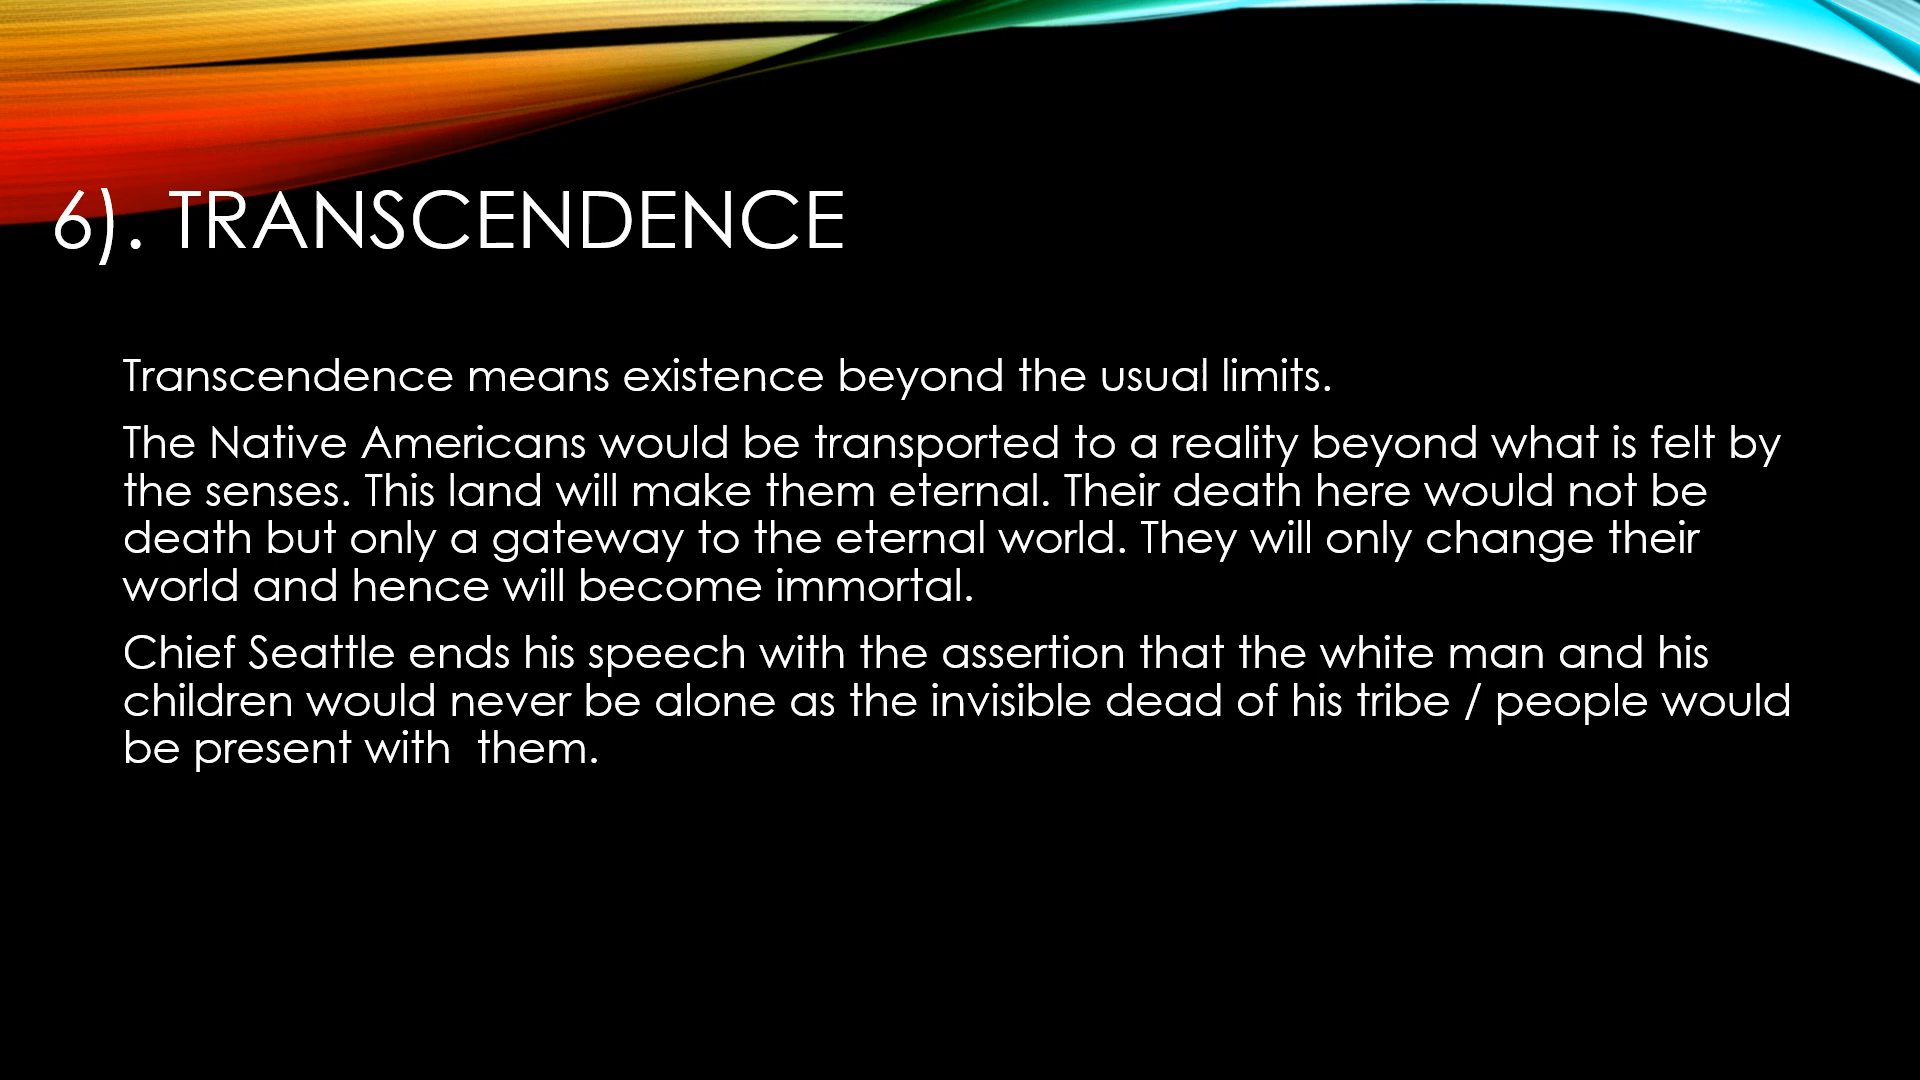 6). TRANSCENDENCE
Transcendence means existence beyond the usual limits.
The Native Americans would be transported to a reality beyond what is felt by
the senses. This land will make them eternal. Their death here would not be
death but only a gateway to the eternal world. They will only change their
world and hence will become immortal.
Chief Seattle ends his speech with the assertion that the white man and his
children would never be alone as the invisible dead of his tribe / people would
be present with  them.